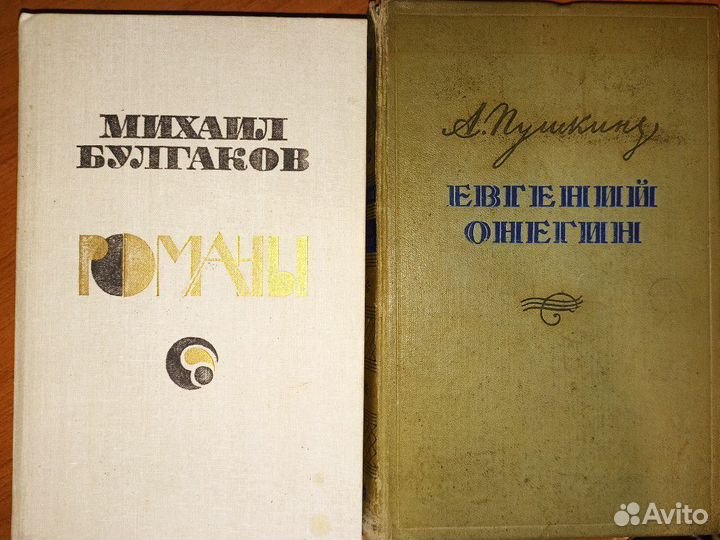 МИХАИЛ
БУЛГАКОВ
РОМАНЫ
А. Пушкинъ
ЕВГЕНИЙ
ОНЕГИН
Avito